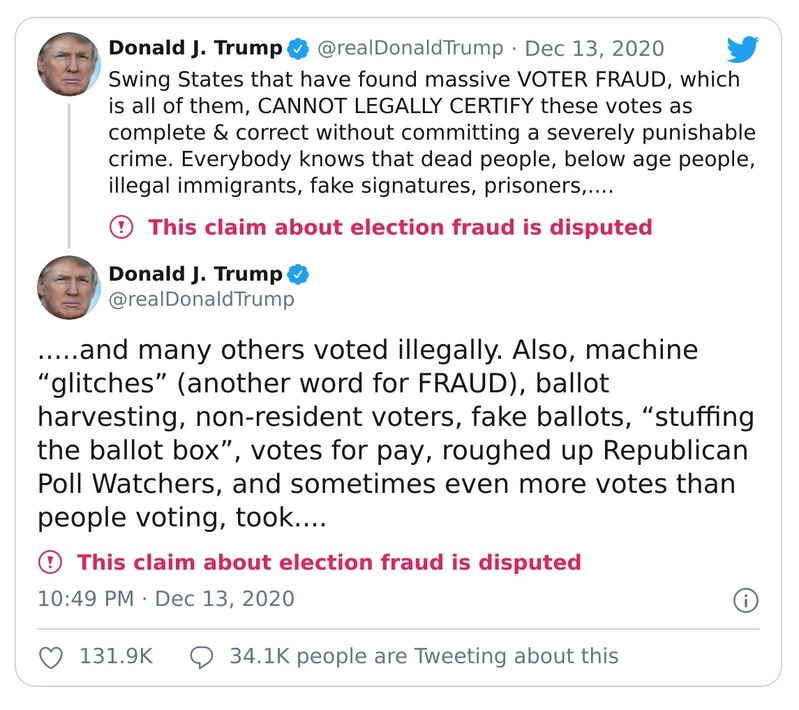 Donald J. Trump @realDonaldTrump · Dec 13, 2020
Swing States that have found massive VOTER FRAUD, which
is all of them, CANNOT LEGALLY CERTIFY these votes as
complete & correct without committing a severely punishable
crime. Everybody knows that dead people, below age people,
illegal immigrants, fake signatures, prisoners,....
This claim about election fraud is disputed
Donald J. Trump
@realDonaldTrump
.....and many others voted illegally. Also, machine
“glitches” (another word for FRAUD), ballot
harvesting, non-resident voters, fake ballots, “stuffing
the ballot box”, votes for pay, roughed up Republican
Poll Watchers, and sometimes even more votes than
people voting, took....
This claim about election fraud is disputed
10:49 PM · Dec 13, 2020
131.9K 34.1K people are Tweeting about this